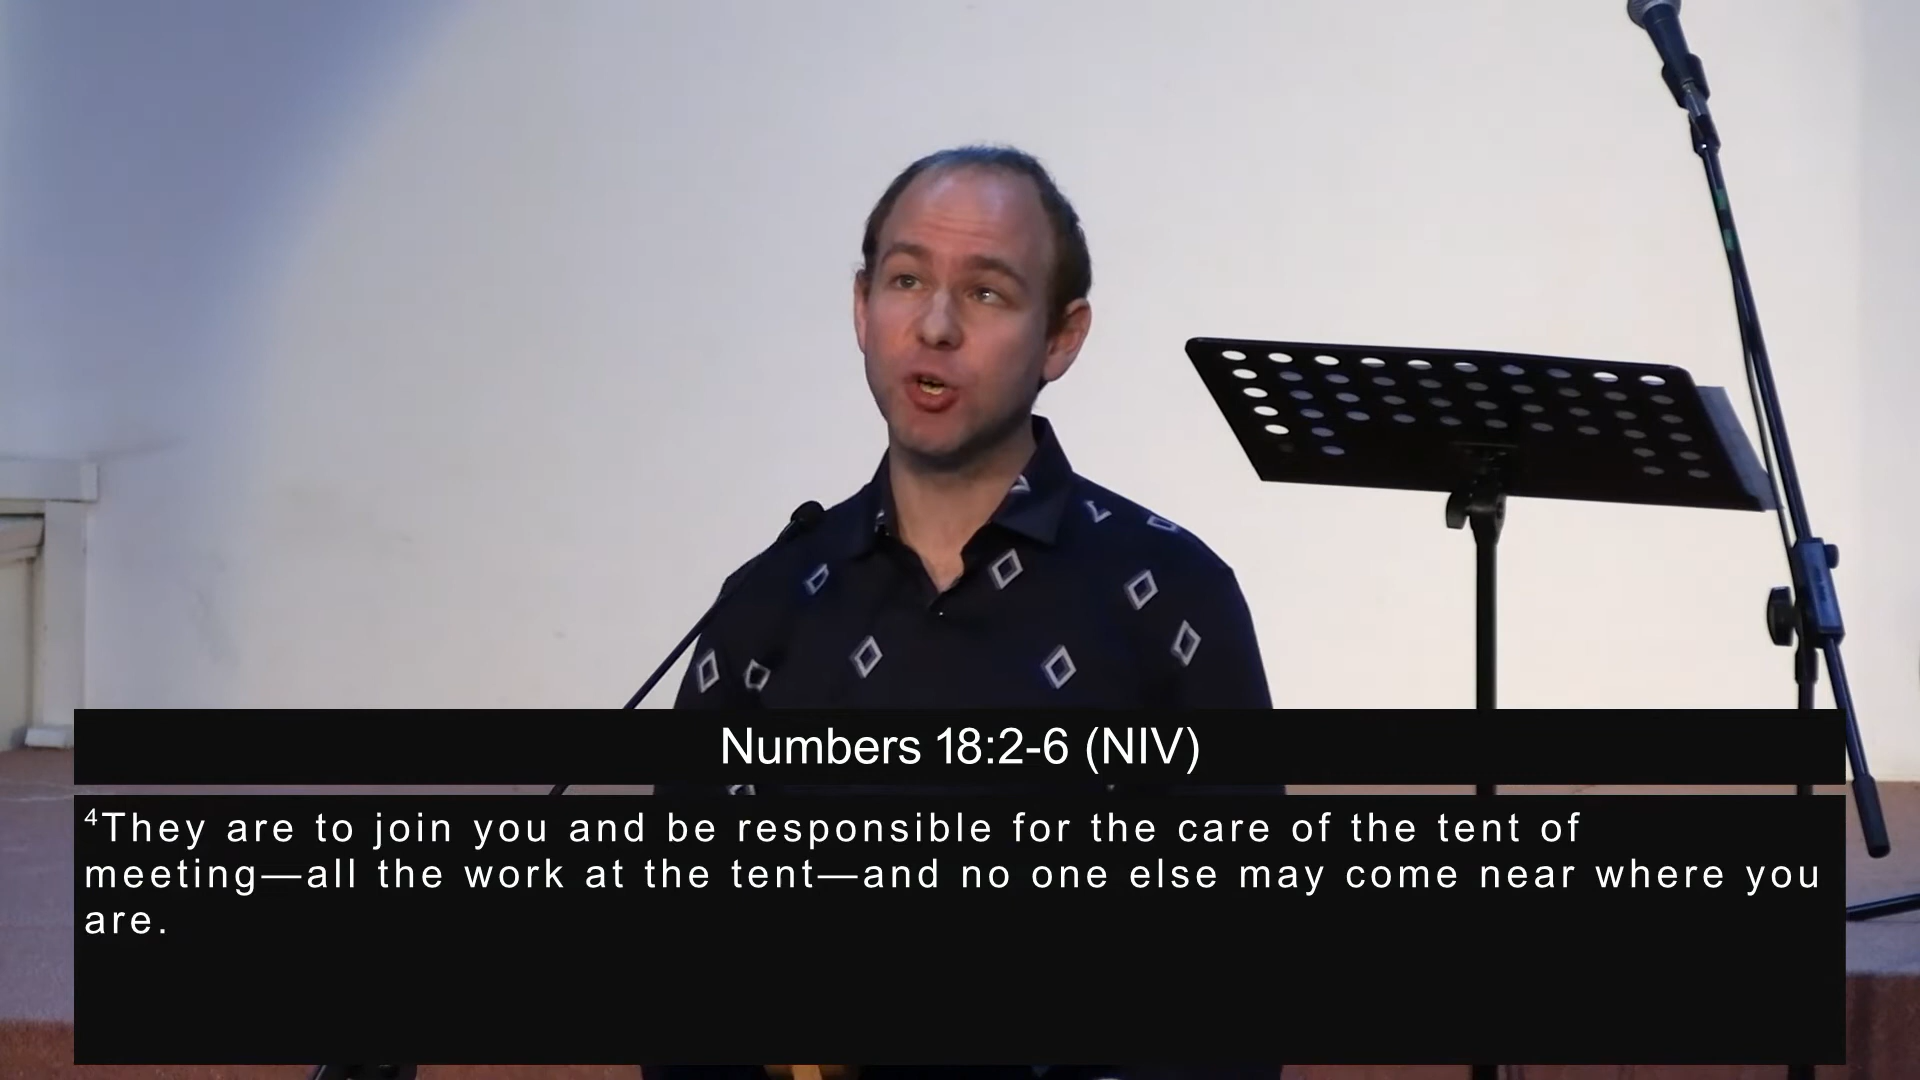 Numbers 18:2-6 (NIV)
⁴They are to join you and be responsible for the care of the tent of
meeting—all the work at the tent—and no one else may come near where you
are.